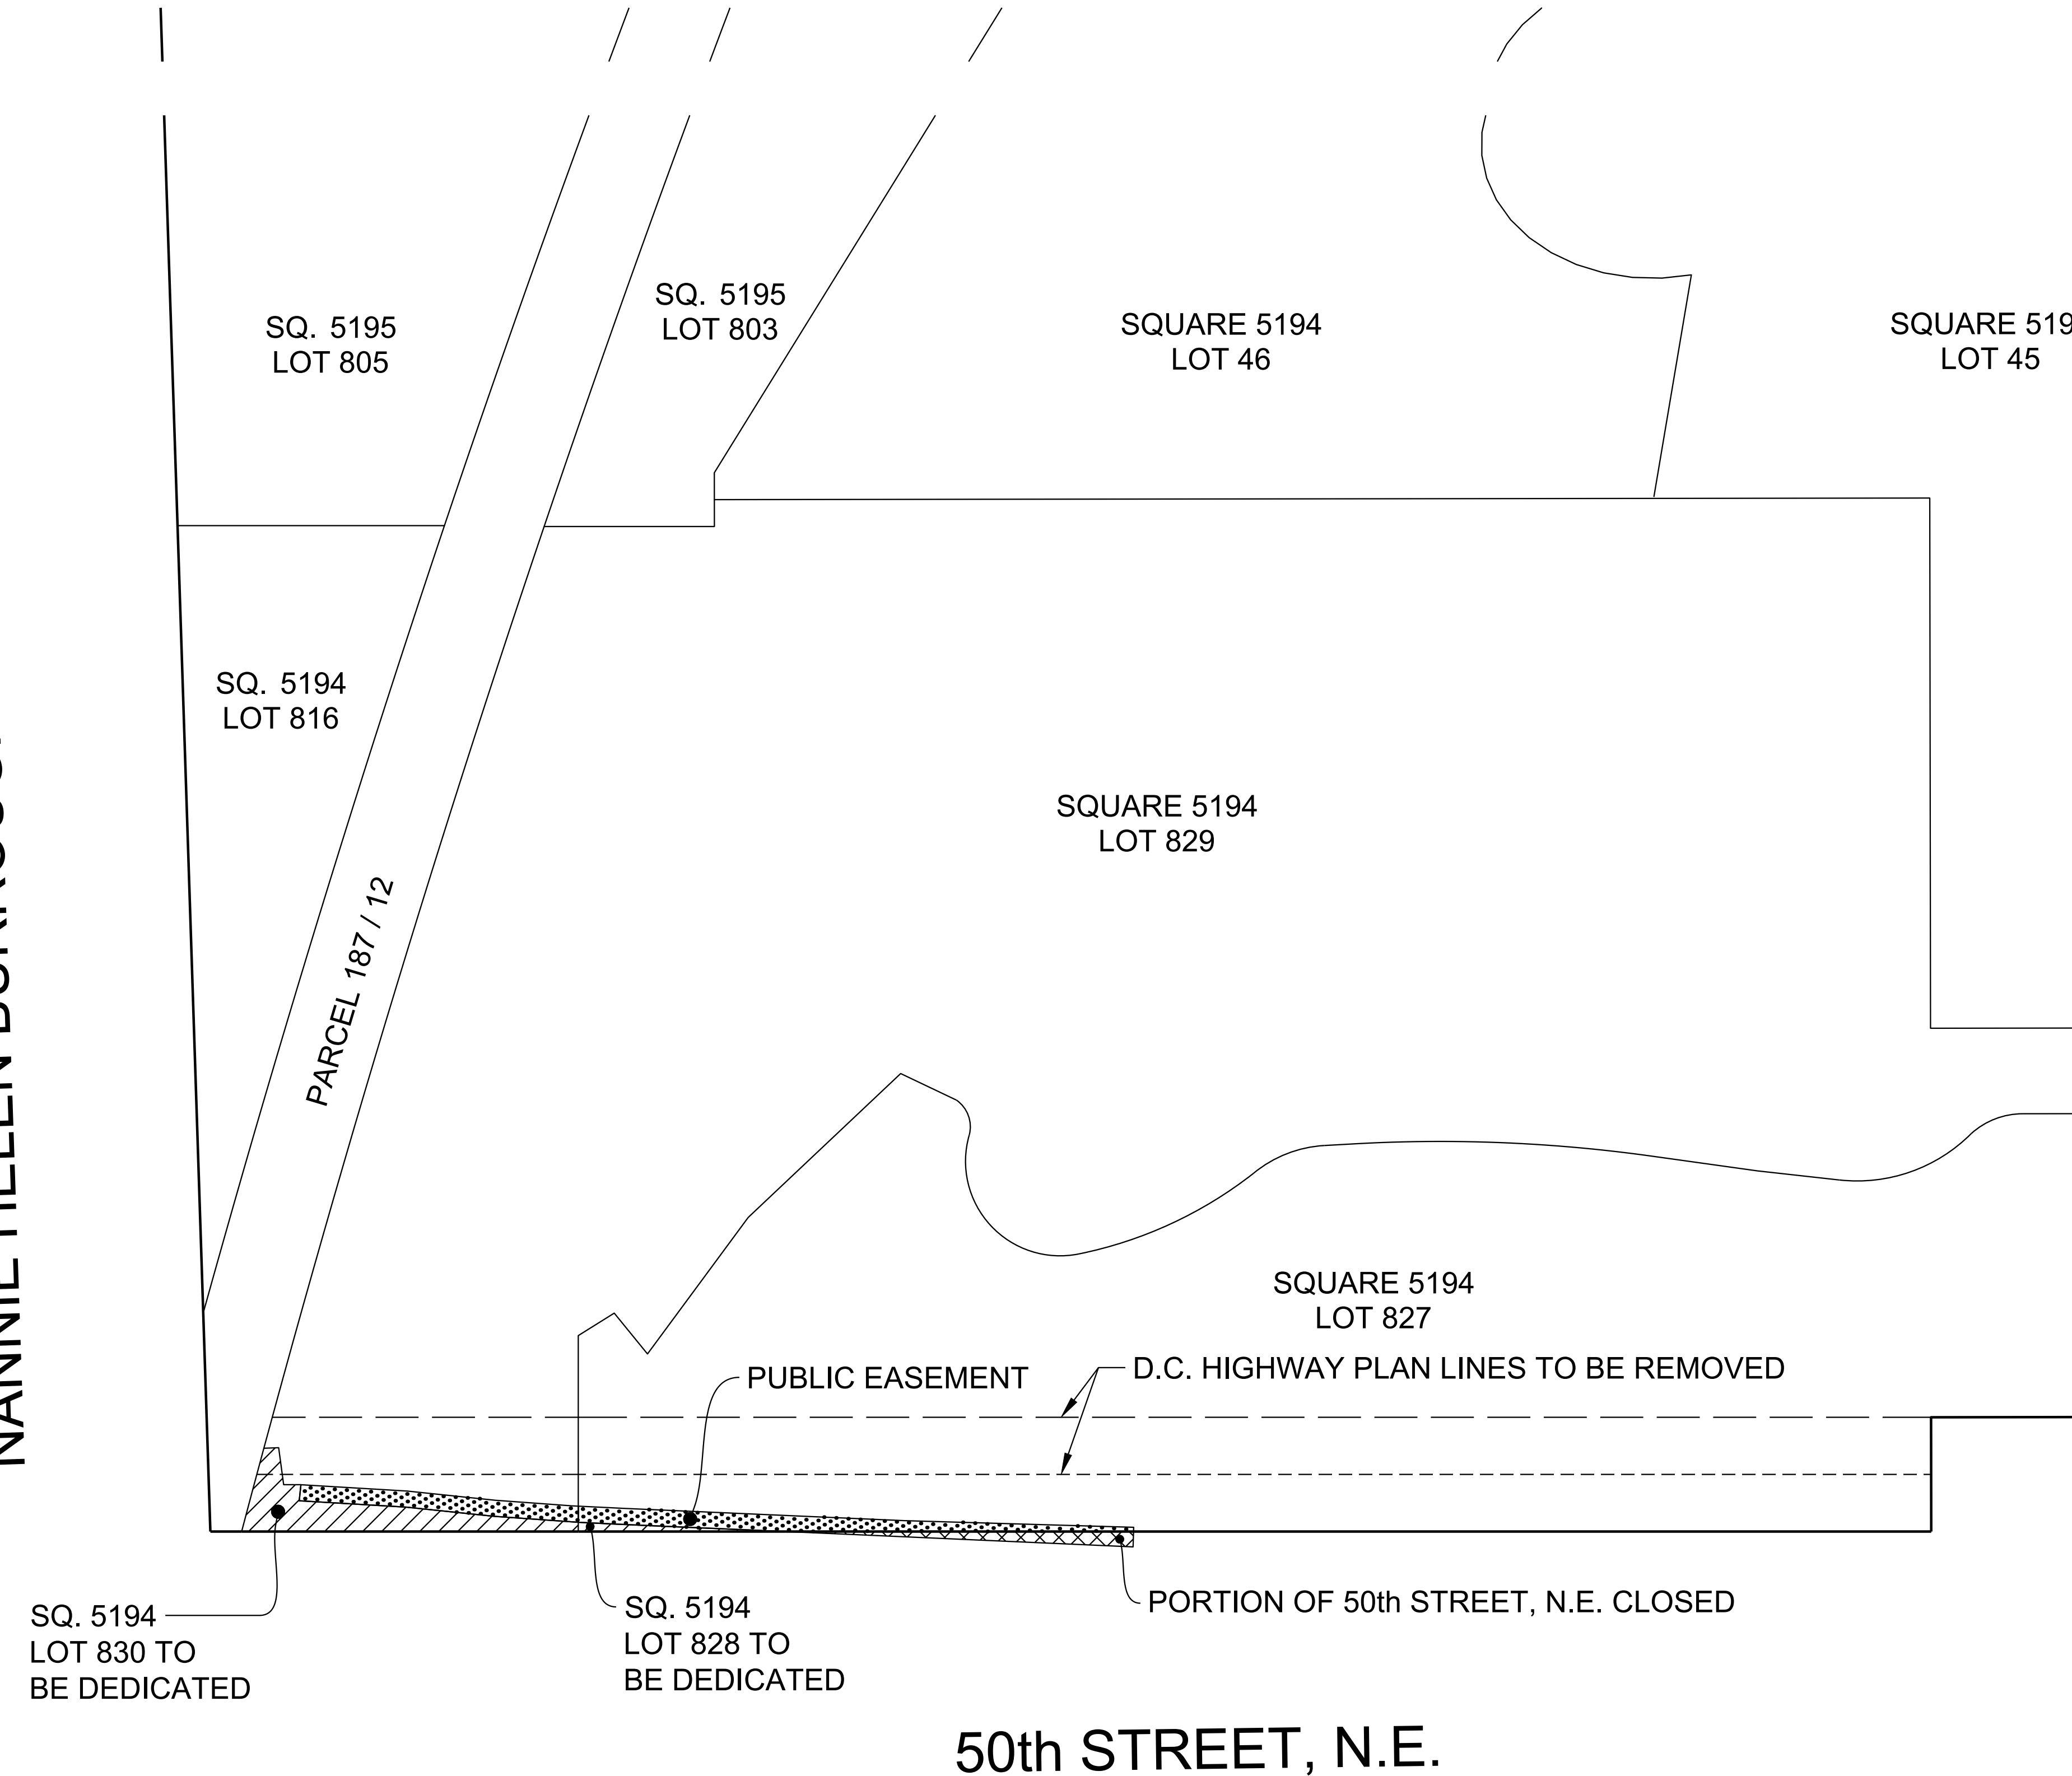 SQ. 5195
LOT 803
SQ. 5195
LOT 805
SQUARE 5194
LOT 46
LOT 45
SQ. 5194
LOT 816
SQUARE 5194
LOT 829
PARCEL 187 / 12
SQUARE 5194
LOT 827
PUBLIC EASEMENT
D.C. HIGHWAY PLAN LINES TO BE REMOVED
PORTION OF 50th STREET, N.E. CLOSED
SQ. 5194
LOT 830 TO
BE DEDICATED
SQ. 5194
LOT 828 TO
BE DEDICATED
50th STREET, N.E.